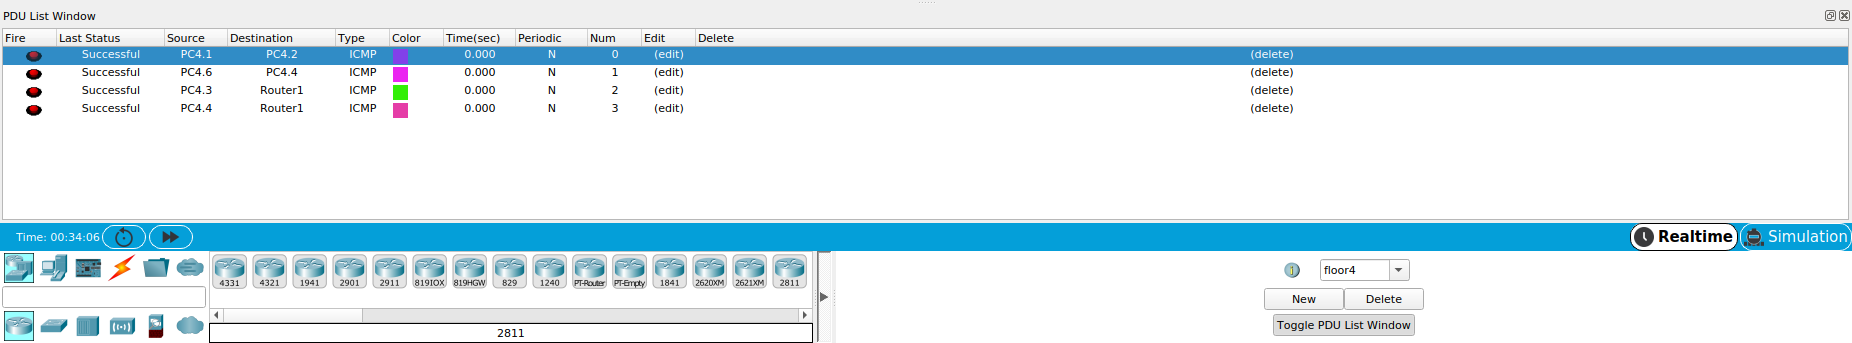 PDU List Window
Fire Last Status Source Destination Type Color Time(sec) Periodic Num Edit Delete
Successful PC4.1 PC4.2 ICMP 0.000 N 0 (edit) (delete)
Successful PC4.6 PC4.4 ICMP 0.000 N 1 (edit) (delete)
Successful PC4.3 Router1 ICMP 0.000 N 2 (edit) (delete)
Successful PC4.4 Router1 ICMP 0.000 N 3 (edit) (delete)
Time: 00:34:06 Realtime Simulation
4331 4321 1941 2901 2911 819IOX 819HGW 829 1240 PT-Router PT-Empty 1841 2620XM 2621XM 2811
2811
floor4
New Delete
Toggle PDU List Window